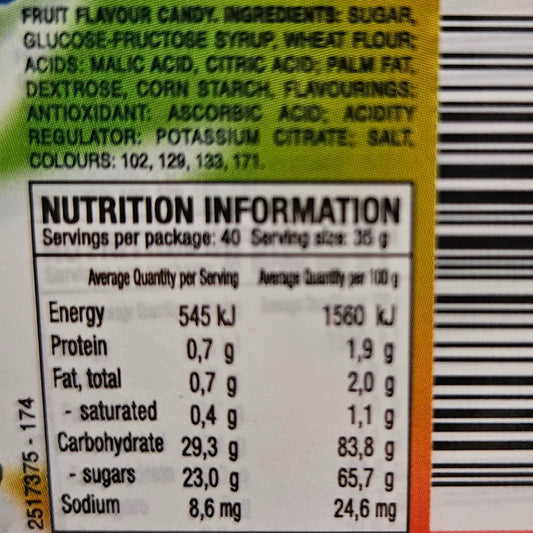 FRUIT FLAVOUR CANDY. INGREDIENTS: SUGAR,
GLUCOSE-FRUCTOSE SYRUP, WHEAT FLOUR;
ACIDS: MALIC ACID, CITRIC ACID; PALM FAT,
DEXTROSE, CORN STARCH, FLAVOURINGS;
ANTIOXIDANT: ASCORBIC ACID; ACIDITY
REGULATOR: POTASSIUM CITRATE; SALT,
COLOURS: 102, 129, 133, 171.
NUTRITION INFORMATION
Servings per package: 40 Serving size: 35 g
Average Quantity per Serving Average Quantity per 100 g
Energy 545 kJ 1560 kJ
Protein 0,7 g 1,9 g
Fat, total 0,7 g 2,0 g
- saturated 0,4 g 1,1 g
Carbohydrate 29,3 g 83,8 g
- sugars 23,0 g 65,7 g
Sodium 8,6 mg 24,6 mg
2517375 - 174